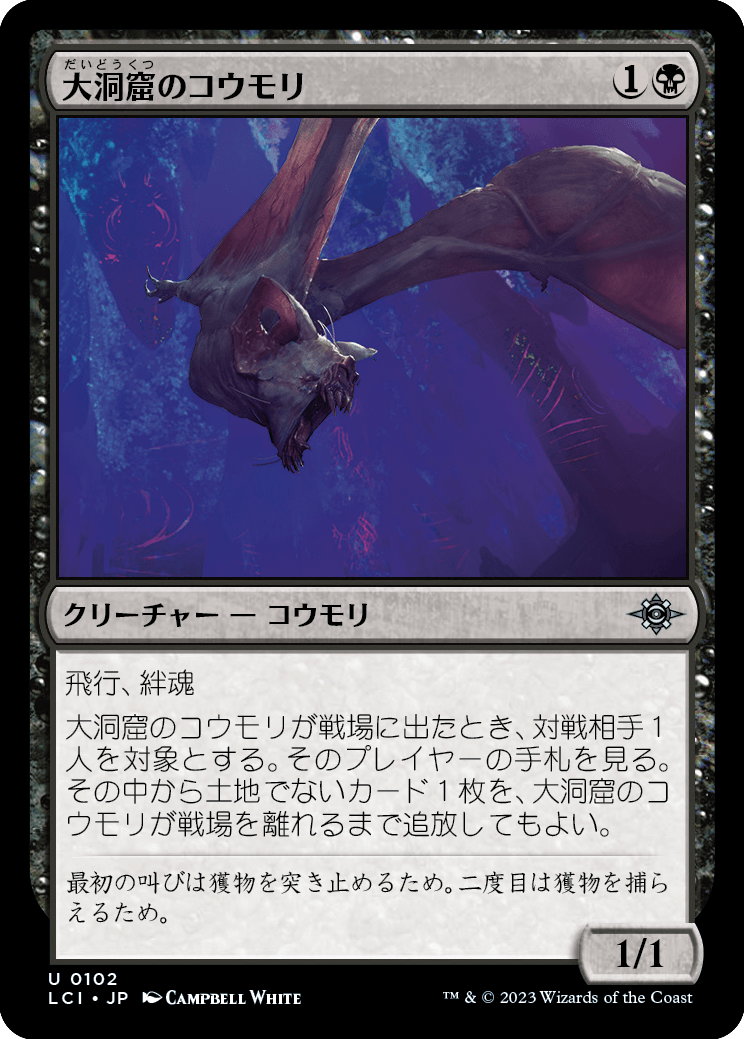 だいどうくつ
大洞窟のコウモリ
1
クリーチャー — コウモリ
飛行、絆魂
大洞窟のコウモリが戦場に出たとき、対戦相手1
人を対象とする。そのプレイヤーの手札を見る。
その中から土地でないカード1枚を、大洞窟のコ
ウモリが戦場を離れるまで追放してもよい。
最初の叫びは獲物を突き止めるため。二度目は獲物を捕ら
えるため。
1/1
U 0102
LCI • JP CAMPBELL WHITE
™ & © 2023 Wizards of the Coast